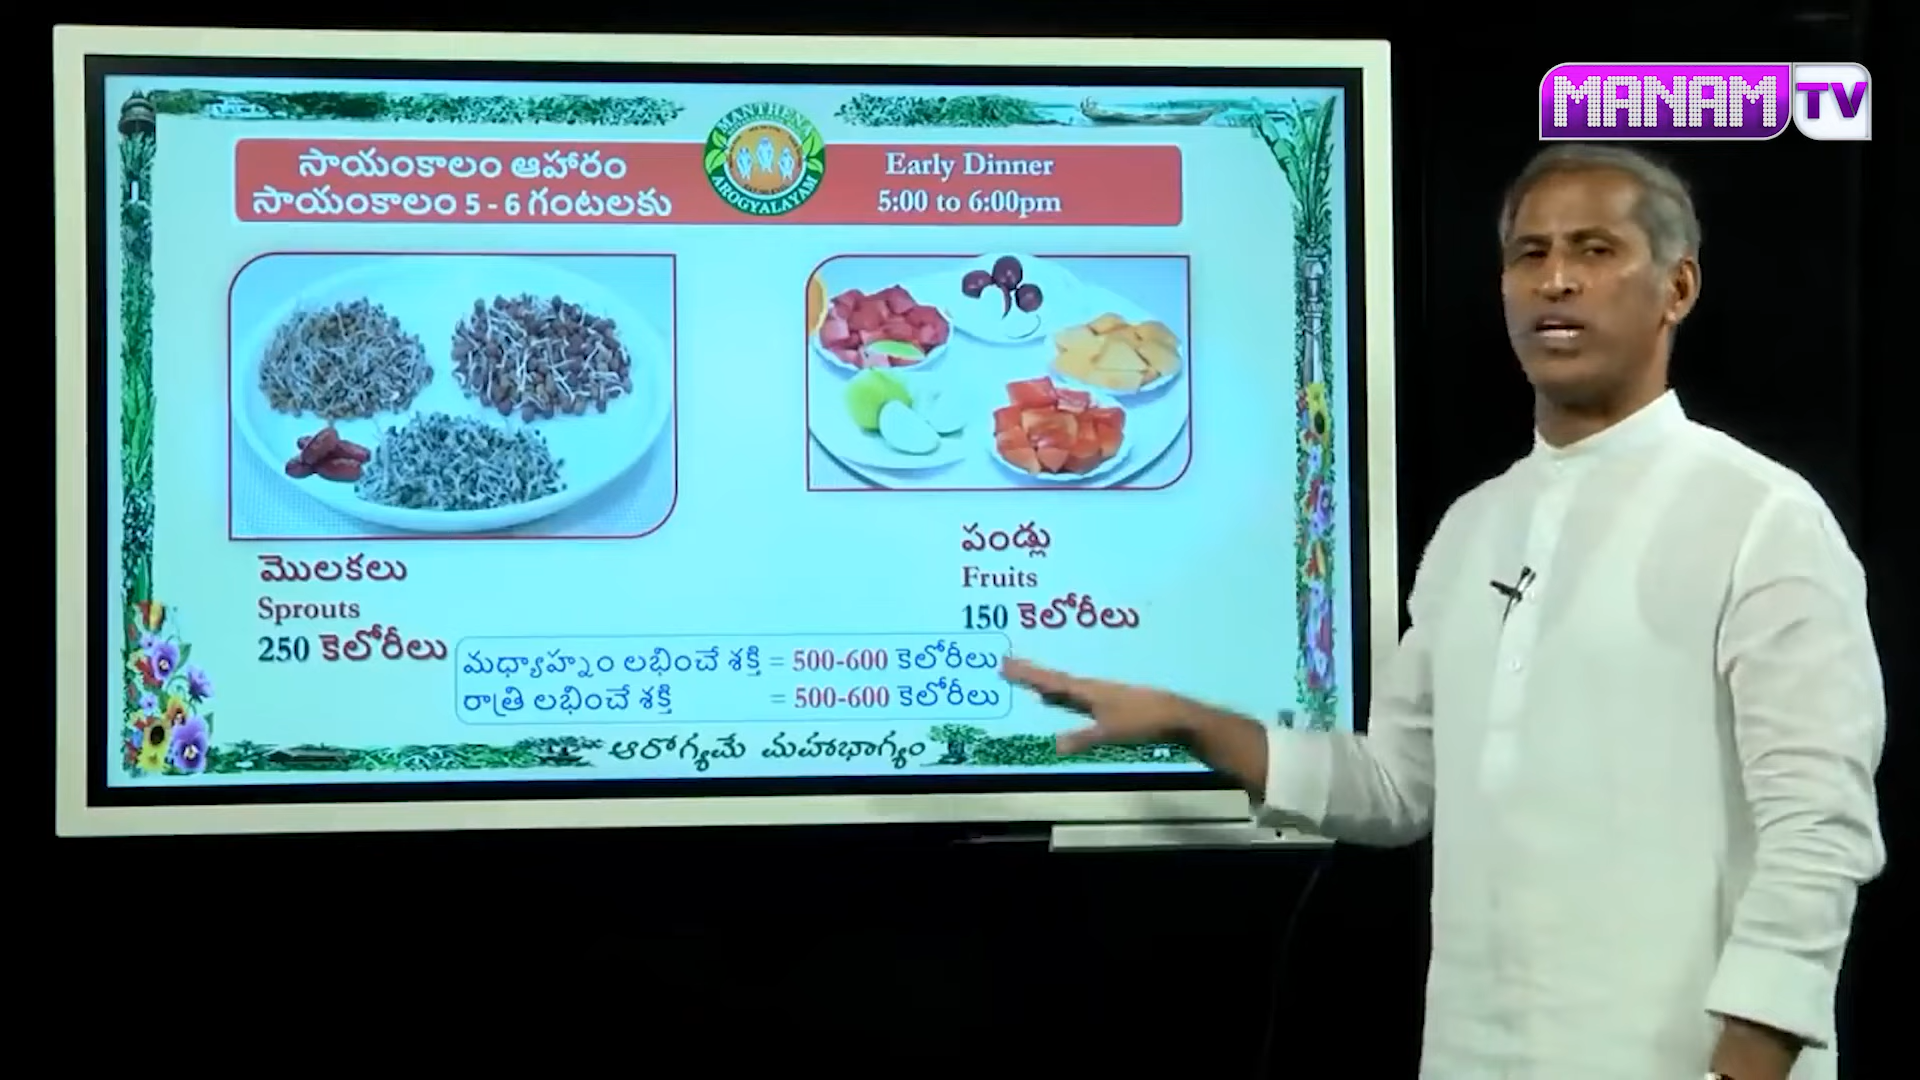 MANAM TV
సాయంకాలం ఆహారం
సాయంకాలం 5 - 6 గంటలకు
MANTHENA
AROGYALAYAM
Early Dinner
5:00 to 6:00pm
మొలకలు
Sprouts
250 కెలోరీలు
పండ్లు
Fruits
150 కెలోరీలు
మధ్యాహ్నం లభించే శక్తి = 500-600 కెలోరీలు
రాత్రి లభించే శక్తి = 500-600 కెలోరీలు
ఆరోగ్యమే మహాభాగ్యం